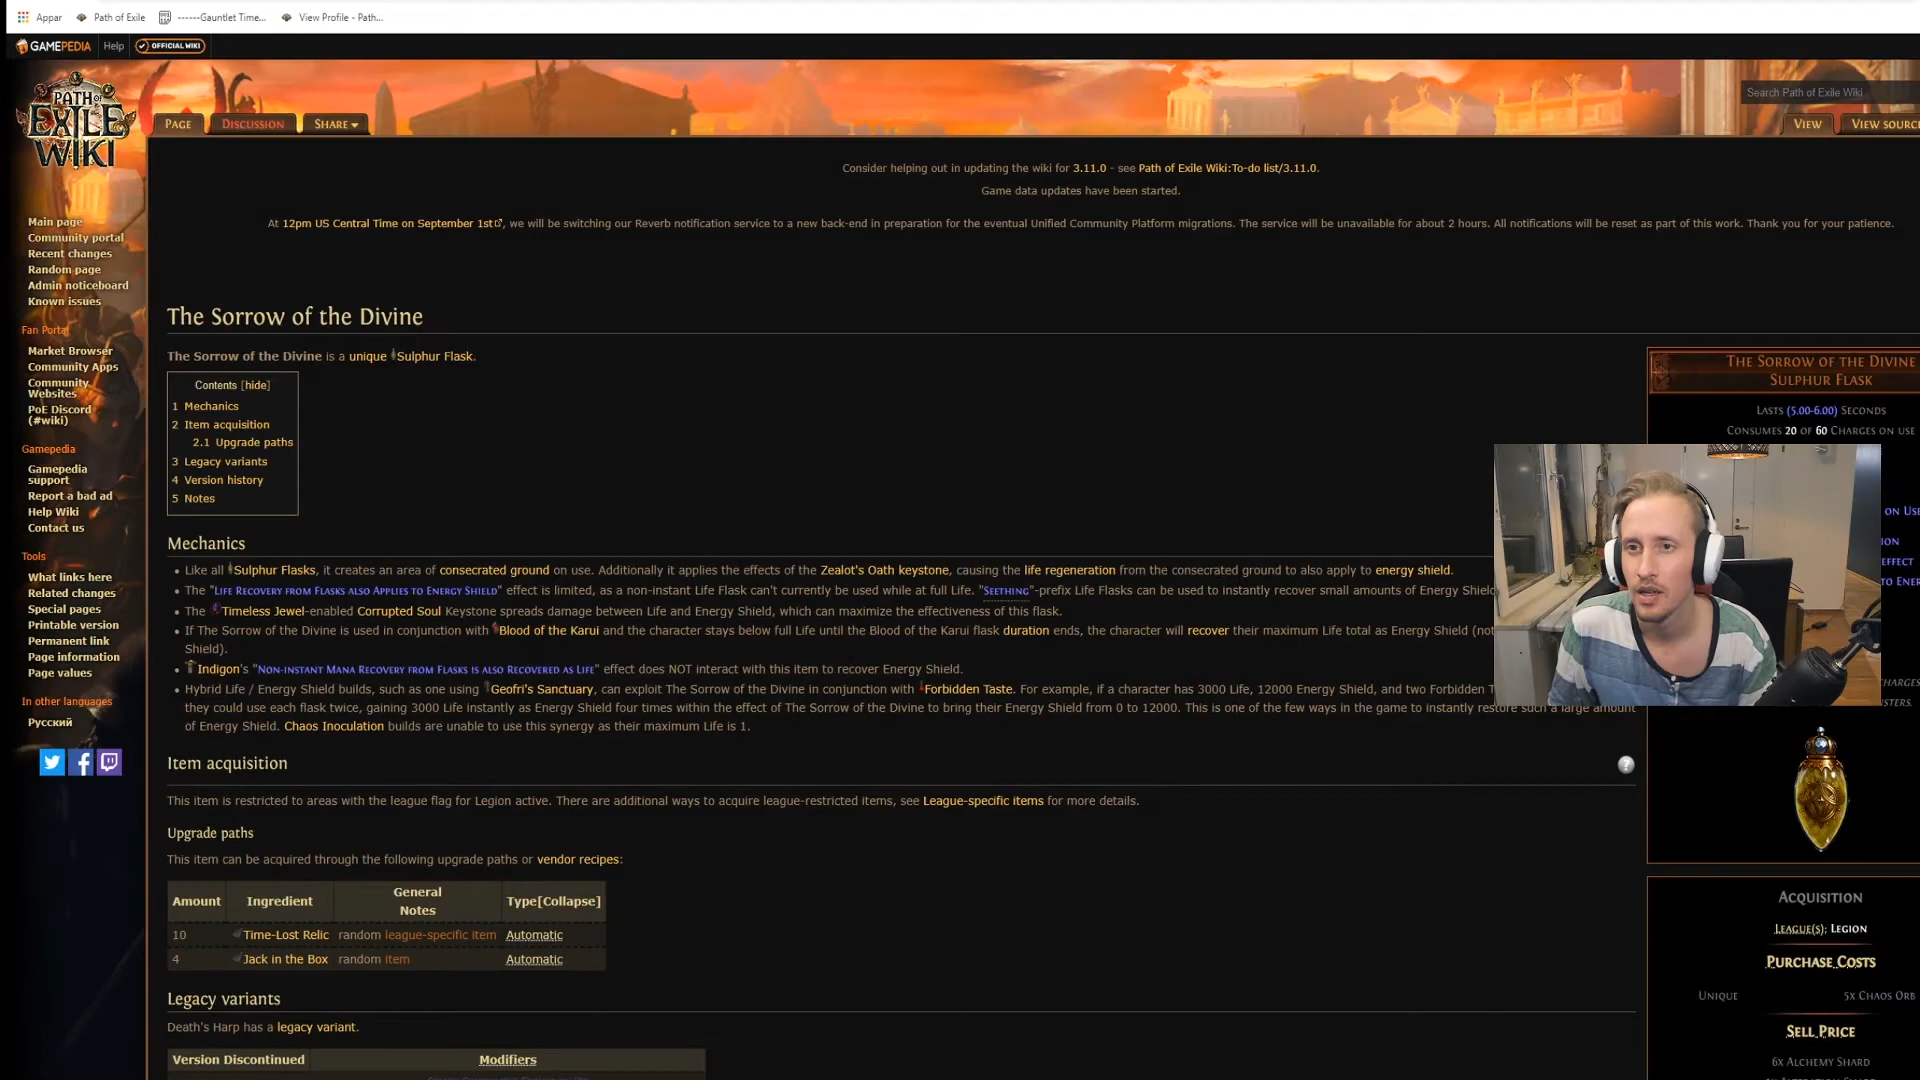 Appar
Path of Exile
------Gauntlet Time...
View Profile - Path...
GAMEPEDIA
Help
OFFICIAL WIKI
PATH OF EXILE WIKI
Search Path of Exile Wiki
PAGE
DISCUSSION
SHARE
VIEW
VIEW SOURC
Consider helping out in updating the wiki for 3.11.0 - see Path of Exile Wiki:To-do list/3.11.0.
Game data updates have been started.
At 12pm US Central Time on September 1st, we will be switching our Reverb notification service to a new back-end in preparation for the eventual Unified Community Platform migrations. The service will be unavailable for about 2 hours. All notifications will be reset as part of this work. Thank you for your patience.
Main page
Community portal
Recent changes
Random page
Admin noticeboard
Known issues
Fan Portal
Market Browser
Community Apps
Community
Websites
PoE Discord
(#wiki)
Gamepedia
Gamepedia
support
Report a bad ad
Help Wiki
Contact us
Tools
What links here
Related changes
Special pages
Printable version
Permanent link
Page information
Page values
In other languages
Русский
The Sorrow of the Divine
The Sorrow of the Divine is a unique Sulphur Flask.
Contents [hide]
1 Mechanics
2 Item acquisition
2.1 Upgrade paths
3 Legacy variants
4 Version history
5 Notes
Mechanics
Like all Sulphur Flasks, it creates an area of consecrated ground on use. Additionally it applies the effects of the Zealot's Oath keystone, causing the life regeneration from the consecrated ground to also apply to energy shield.
The "LIFE RECOVERY FROM FLASKS ALSO APPLIES TO ENERGY SHIELD" effect is limited, as a non-instant Life Flask can't currently be used while at full Life. "SEETHING"-prefix Life Flasks can be used to instantly recover small amounts of Energy Shield
The Timeless Jewel-enabled Corrupted Soul Keystone spreads damage between Life and Energy Shield, which can maximize the effectiveness of this flask.
If The Sorrow of the Divine is used in conjunction with Blood of the Karui and the character stays below full Life until the Blood of the Karui flask duration ends, the character will recover their maximum Life total as Energy Shield (not
Shield).
Indigon's "NON-INSTANT MANA RECOVERY FROM FLASKS IS ALSO RECOVERED AS LIFE" effect does NOT interact with this item to recover Energy Shield.
Hybrid Life / Energy Shield builds, such as one using Geofri's Sanctuary, can exploit The Sorrow of the Divine in conjunction with Forbidden Taste. For example, if a character has 3000 Life, 12000 Energy Shield, and two Forbidden T
they could use each flask twice, gaining 3000 Life instantly as Energy Shield four times within the effect of The Sorrow of the Divine to bring their Energy Shield from 0 to 12000. This is one of the few ways in the game to instantly restore such a large amount
of Energy Shield. Chaos Inoculation builds are unable to use this synergy as their maximum Life is 1.
Item acquisition
?
This item is restricted to areas with the league flag for Legion active. There are additional ways to acquire league-restricted items, see League-specific items for more details.
Upgrade paths
This item can be acquired through the following upgrade paths or vendor recipes:
Amount Ingredient General Notes Type[Collapse]
10 Time-Lost Relic random league-specific item Automatic
4 Jack in the Box random item Automatic
Legacy variants
Death's Harp has a legacy variant.
Version Discontinued Modifiers
THE SORROW OF THE DIVINE
SULPHUR FLASK
LASTS (5.00-6.00) SECONDS
CONSUMES 20 OF 60 CHARGES ON USE
ON USE
ION
EFFECT
TO ENER
CHARGES
STERS.
ACQUISITION
LEAGUE(S): LEGION
PURCHASE COSTS
UNIQUE 5X CHAOS ORB
SELL PRICE
6X ALCHEMY SHARD